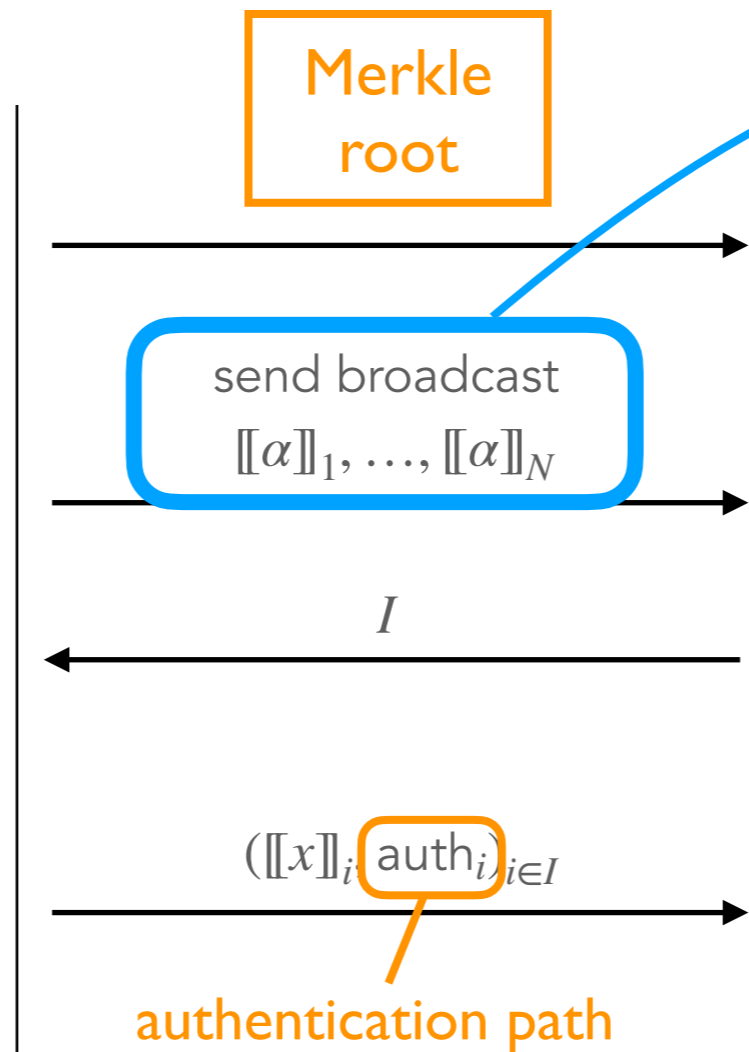 Merkle
root
send broadcast
⟦α⟧₁, …, ⟦α⟧_N
I
(⟦x⟧ᵢ, authᵢ)_{i∈I}
authentication path